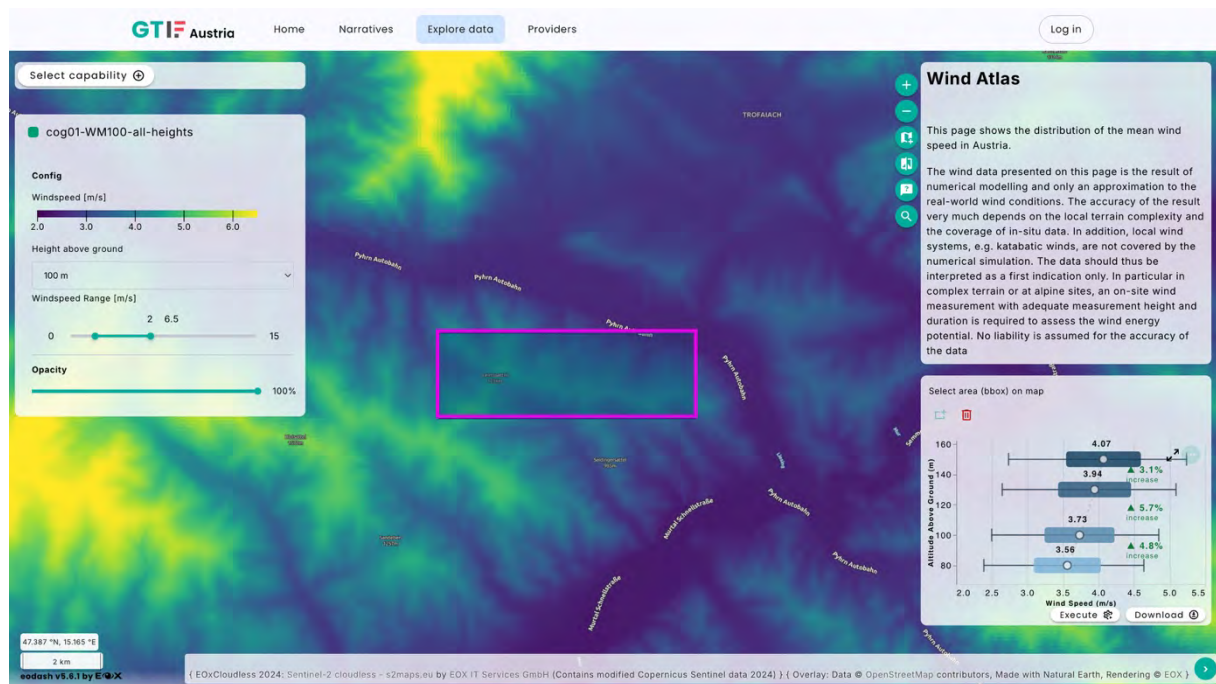 GTIF Austria
Home
Narratives
Explore data
Providers
Log in
Select capability
cog01-WM100-all-heights
Config
Windspeed [m/s]
2.0 3.0 4.0 5.0 6.0
Height above ground
100 m
Windspeed Range [m/s]
2 6.5
0 15
Opacity
100%
TROFAIACH
Pyhrn Autobahn
Pyhrn Autobahn
Pyhrn Autobahn
Pyhrn Autobahn
Murtal Schnellstraße
Pyhrn Autobahn
Murtal Schnellstraße
Wind Atlas
This page shows the distribution of the mean wind
speed in Austria.
The wind data presented on this page is the result of
numerical modelling and only an approximation to the
real-world wind conditions. The accuracy of the result
very much depends on the local terrain complexity and
the coverage of in-situ data. In addition, local wind
systems, e.g. katabatic winds, are not covered by the
numerical simulation. The data should thus be
interpreted as a first indication only. In particular in
complex terrain or at alpine sites, an on-site wind
measurement with adequate measurement height and
duration is required to assess the wind energy
potential. No liability is assumed for the accuracy of
the data
Select area (bbox) on map
Altitude Above Ground (m)
160
140
120
100
80
4.07
3.1%
increase
3.94
5.7%
increase
3.73
4.8%
increase
3.56
2.0 2.5 3.0 3.5 4.0 4.5 5.0 5.5
Wind Speed (m/s)
Execute
Download
47.387 °N, 15.165 °E
2 km
eodash v5.6.1 by EOX
{ EOxCloudless 2024: Sentinel-2 cloudless - s2maps.eu by EOX IT Services GmbH (Contains modified Copernicus Sentinel data 2024) } { Overlay: Data © OpenStreetMap contributors, Made with Natural Earth, Rendering © EOX }